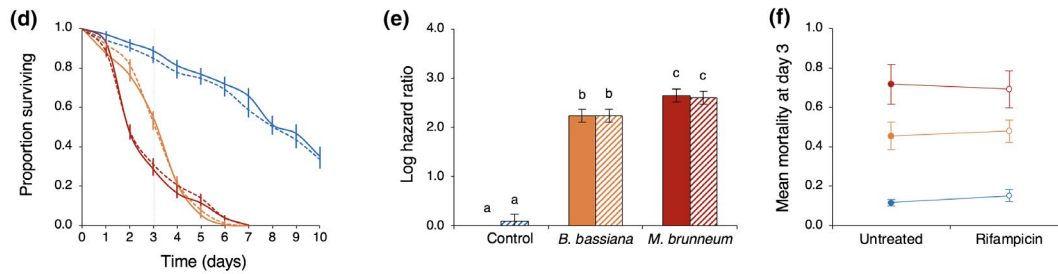 (d)
Proportion surviving
1.0
0.8
0.6
0.4
0.2
0.0
0 1 2 3 4 5 6 7 8 9 10
Time (days)
(e)
Log hazard ratio
4.0
3.0
2.0
1.0
0.0
a a b b c c
Control B. bassiana M. brunneum
(f)
Mean mortality at day 3
1.0
0.8
0.6
0.4
0.2
0
Untreated Rifampicin